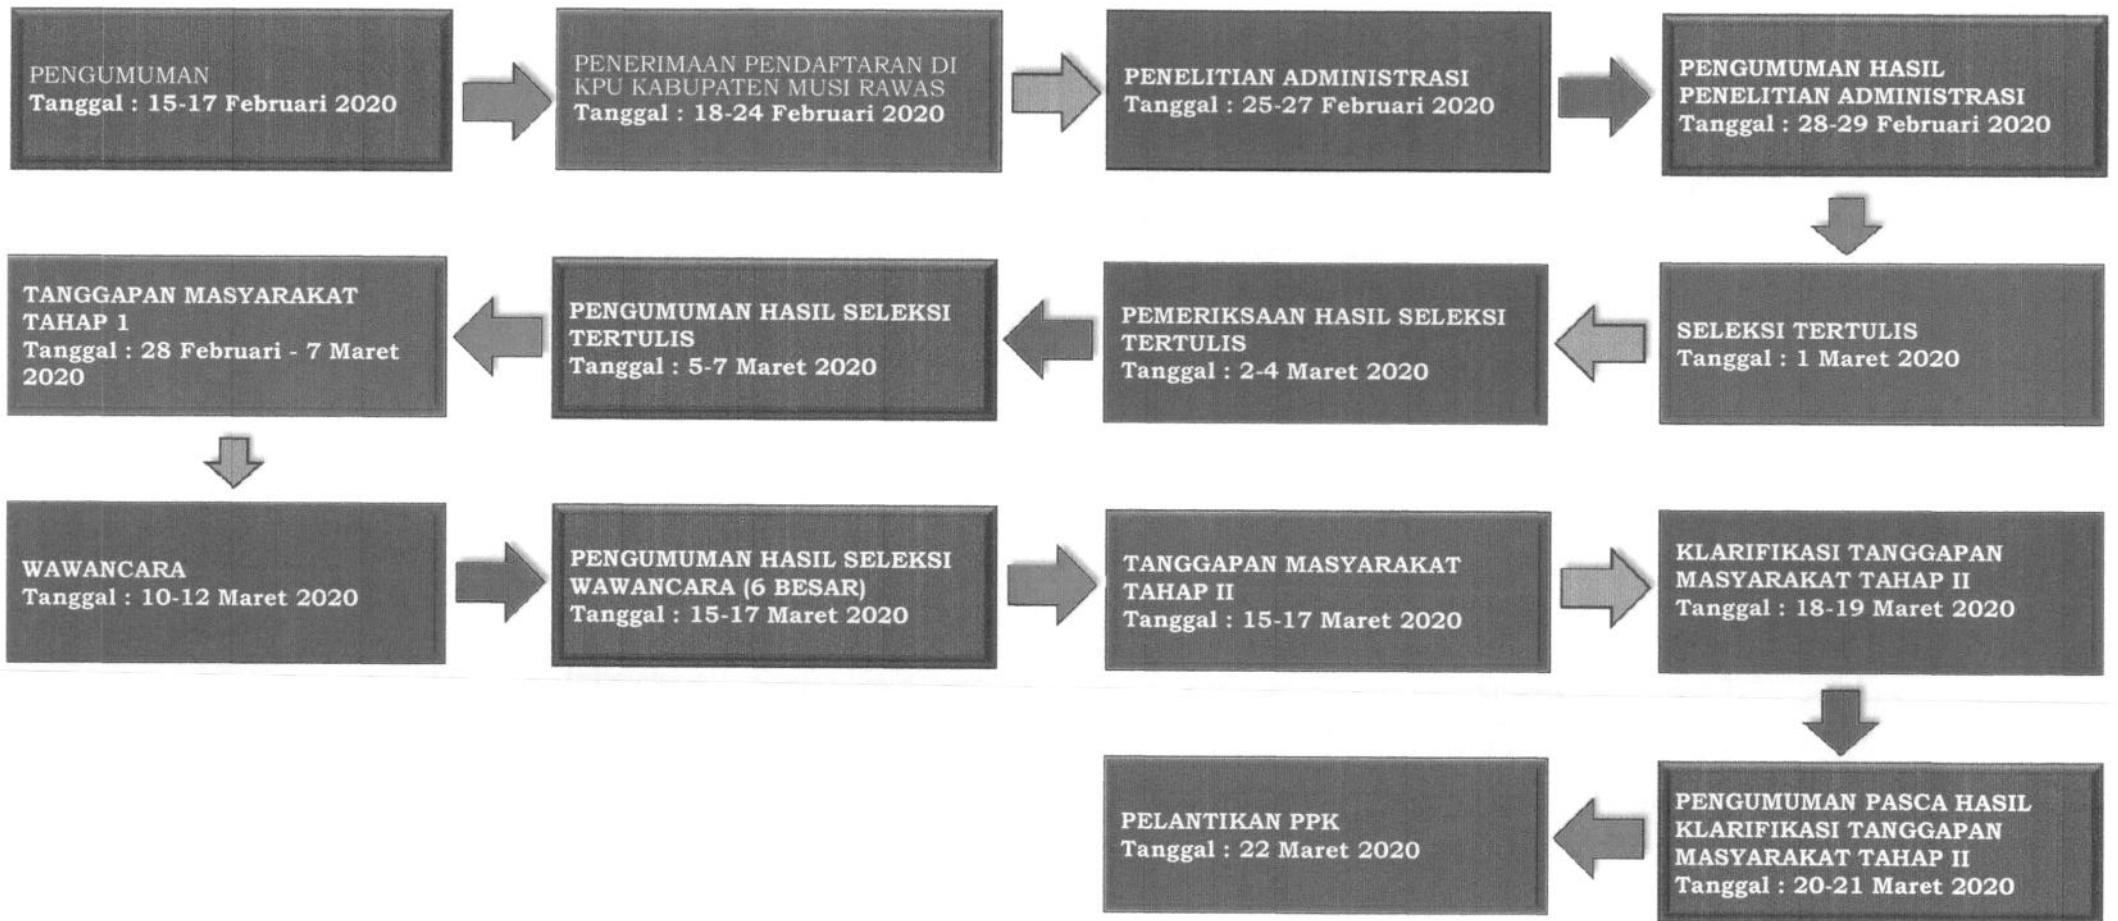 PENGUMUMAN
Tanggal : 15-17 Februari 2020
PENERIMAAN PENDAFTARAN DI
KPU KABUPATEN MUSI RAWAS
Tanggal : 18-24 Februari 2020
PENELITIAN ADMINISTRASI
Tanggal : 25-27 Februari 2020
PENGUMUMAN HASIL
PENELITIAN ADMINISTRASI
Tanggal : 28-29 Februari 2020
SELEKSI TERTULIS
Tanggal : 1 Maret 2020
PEMERIKSAAN HASIL SELEKSI
TERTULIS
Tanggal : 2-4 Maret 2020
PENGUMUMAN HASIL SELEKSI
TERTULIS
Tanggal : 5-7 Maret 2020
TANGGAPAN MASYARAKAT
TAHAP 1
Tanggal : 28 Februari - 7 Maret
2020
WAWANCARA
Tanggal : 10-12 Maret 2020
PENGUMUMAN HASIL SELEKSI
WAWANCARA (6 BESAR)
Tanggal : 15-17 Maret 2020
TANGGAPAN MASYARAKAT
TAHAP II
Tanggal : 15-17 Maret 2020
KLARIFIKASI TANGGAPAN
MASYARAKAT TAHAP II
Tanggal : 18-19 Maret 2020
PENGUMUMAN PASCA HASIL
KLARIFIKASI TANGGAPAN
MASYARAKAT TAHAP II
Tanggal : 20-21 Maret 2020
PELANTIKAN PPK
Tanggal : 22 Maret 2020